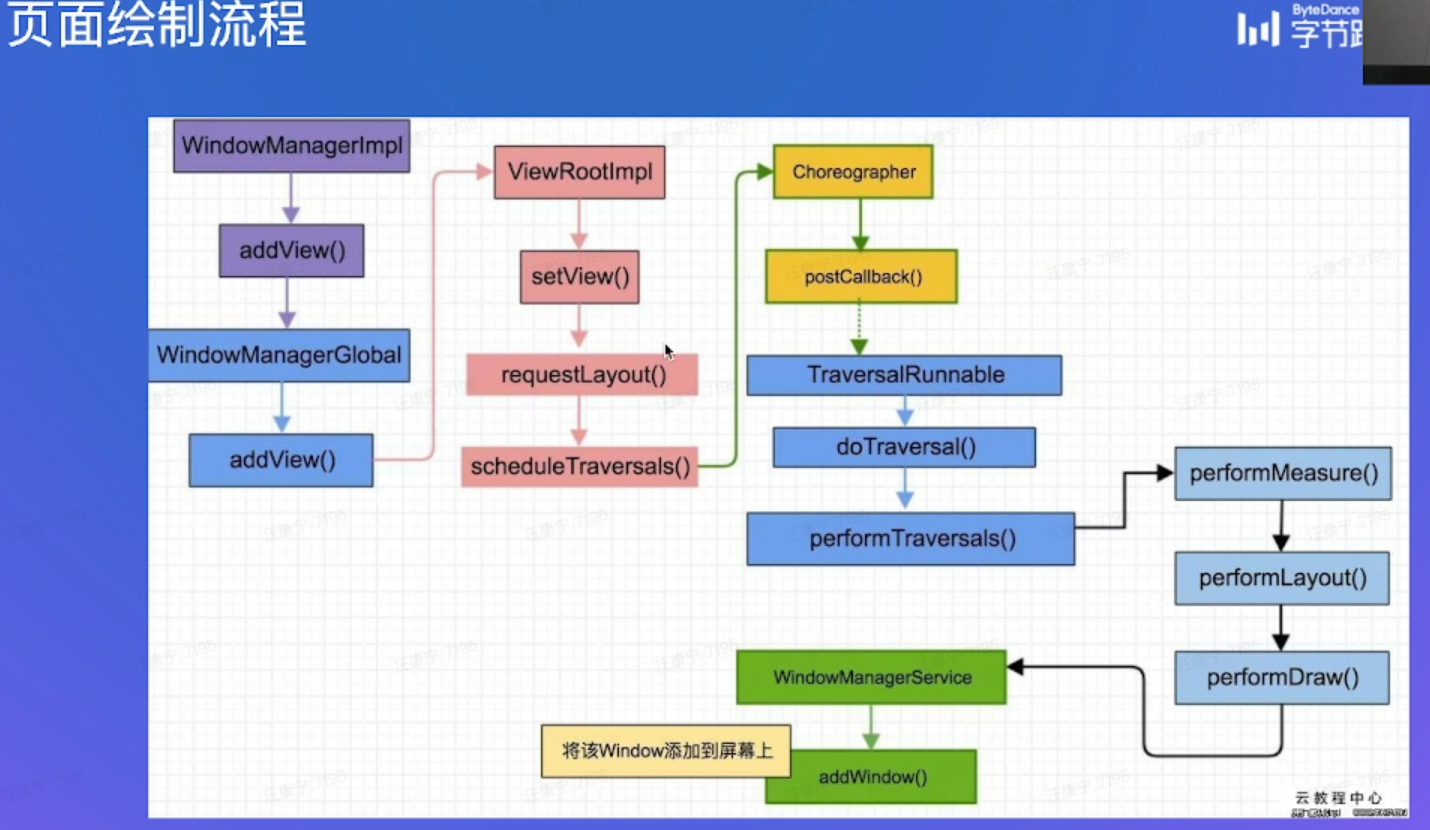 页面绘制流程
ByteDance
字节
WindowManagerImpl
addView()
WindowManagerGlobal
addView()
ViewRootImpl
setView()
requestLayout()
scheduleTraversals()
Choreographer
postCallback()
TraversalRunnable
doTraversal()
performTraversals()
performMeasure()
performLayout()
performDraw()
WindowManagerService
将该Window添加到屏幕上
addWindow()
云教程中心